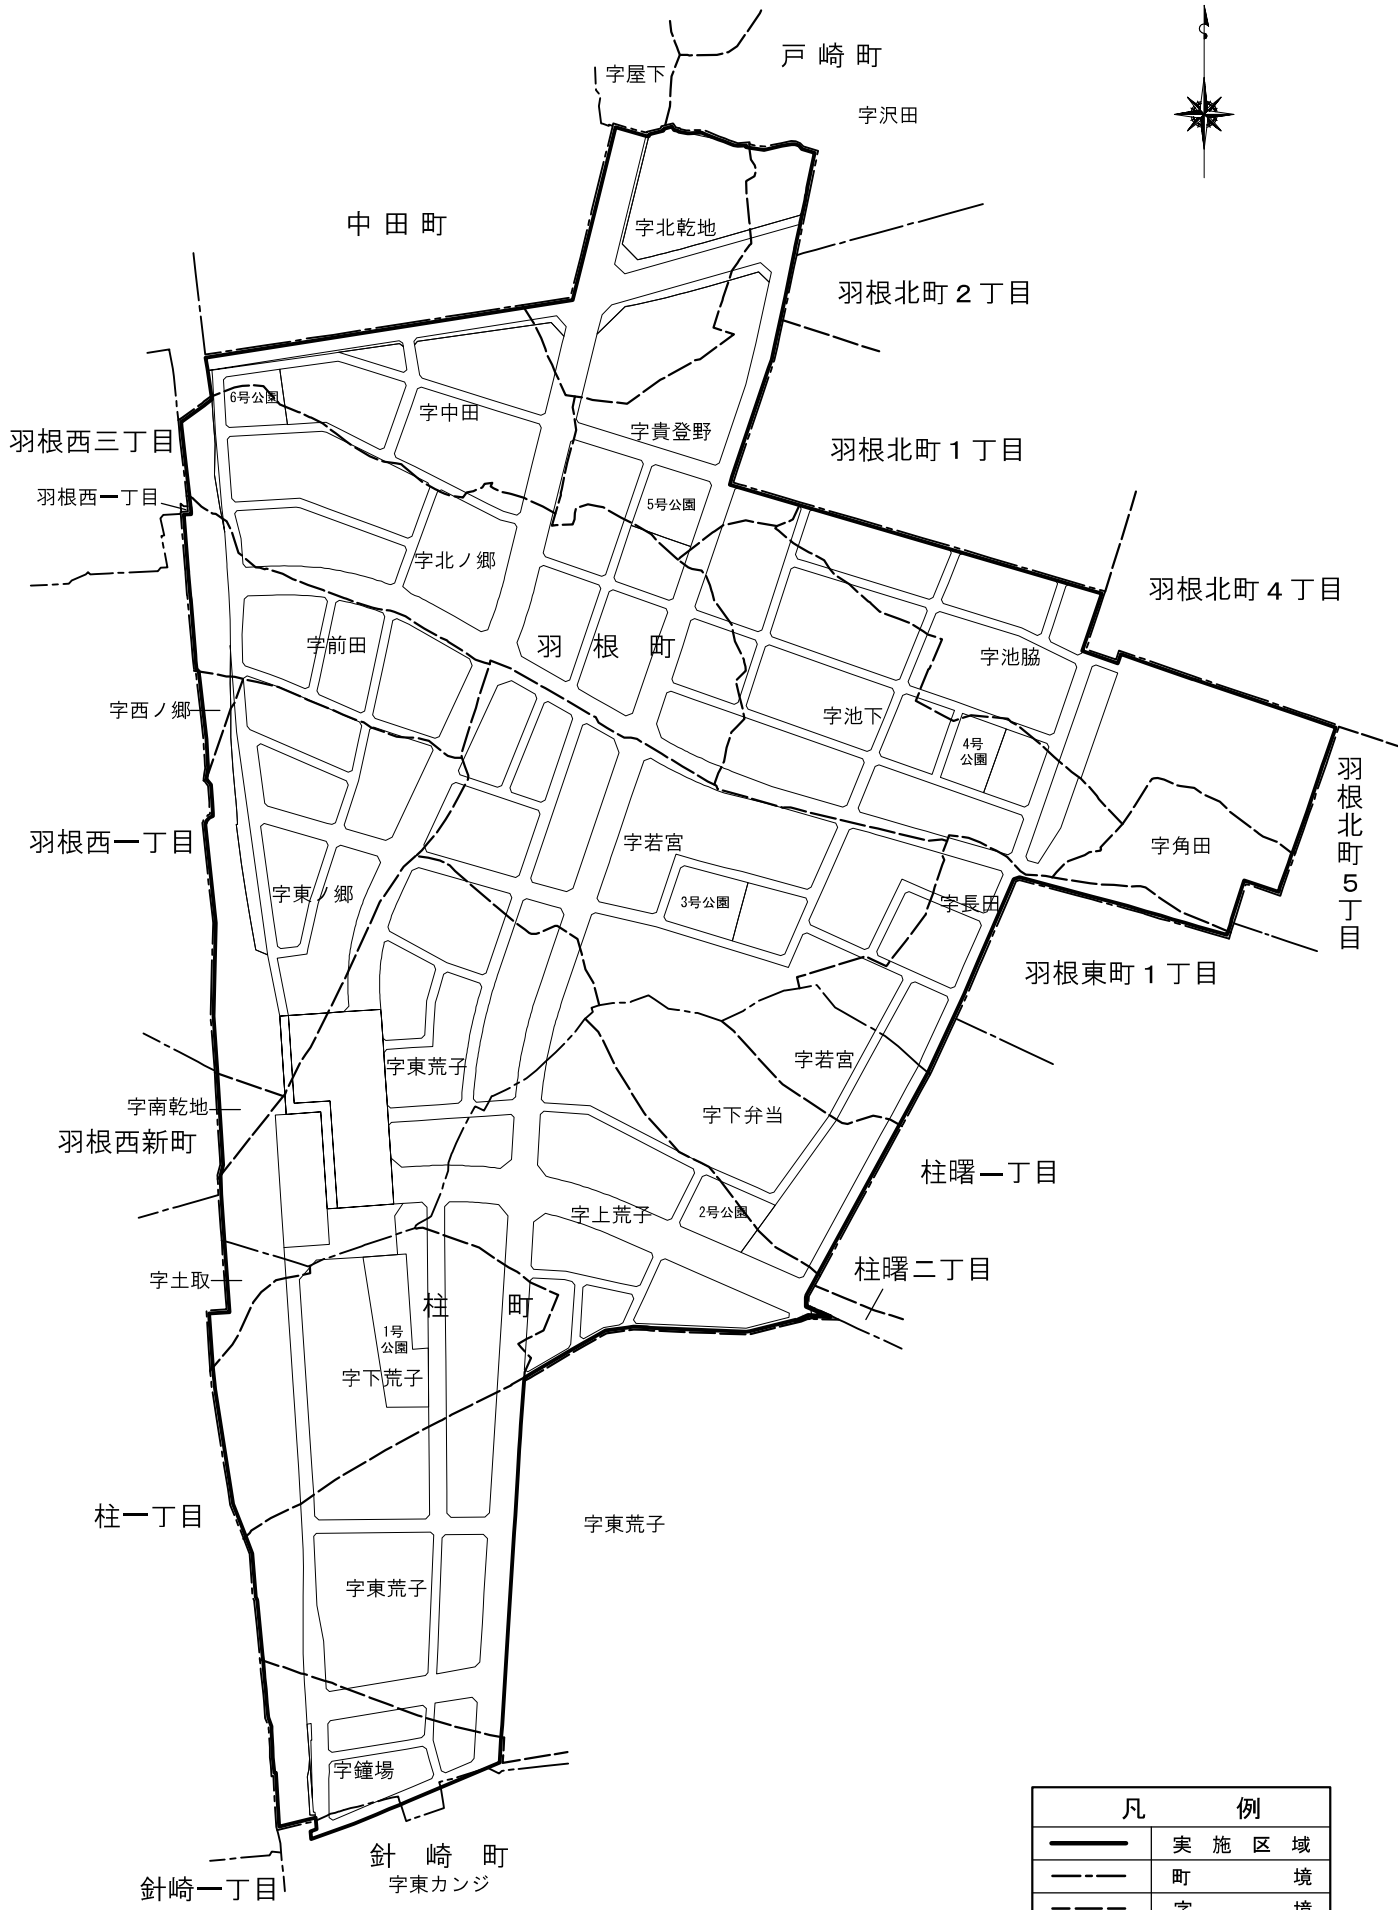 戸崎町
字屋下
字沢田
中田町
字北乾地
羽根北町2丁目
6号公園
字中田
字貴登野
羽根西三丁目
羽根北町1丁目
羽根西一丁目
5号公園
字北ノ郷
羽根北町4丁目
字前田
羽根町
字池脇
字西ノ郷
字池下
4号
公園
羽根北町5丁目
羽根西一丁目
字若宮
字角田
字東ノ郷
3号公園
字長田
羽根東町1丁目
字東荒子
字若宮
字南乾地
字下弁当
羽根西新町
柱曙一丁目
字上荒子
2号公園
柱曙二丁目
字土取
柱町
1号
公園
字下荒子
柱一丁目
字東荒子
字東荒子
字鐘場
針崎町
字東カンジ
針崎一丁目
凡例
実施区域
町境
字境